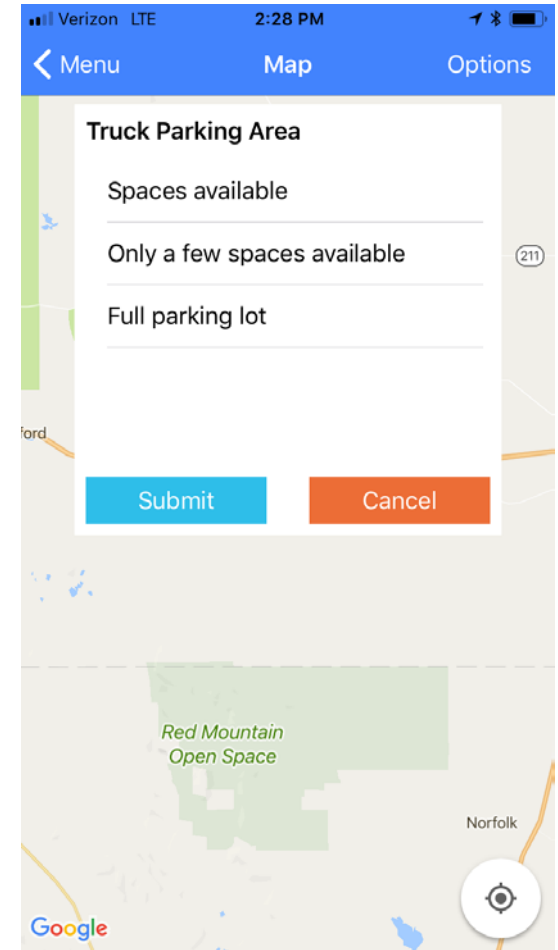 Verizon LTE 2:28 PM
Menu Map Options
Truck Parking Area
Spaces available
Only a few spaces available
211
Full parking lot
ford
Submit Cancel
Red Mountain
Open Space
Norfolk
Google